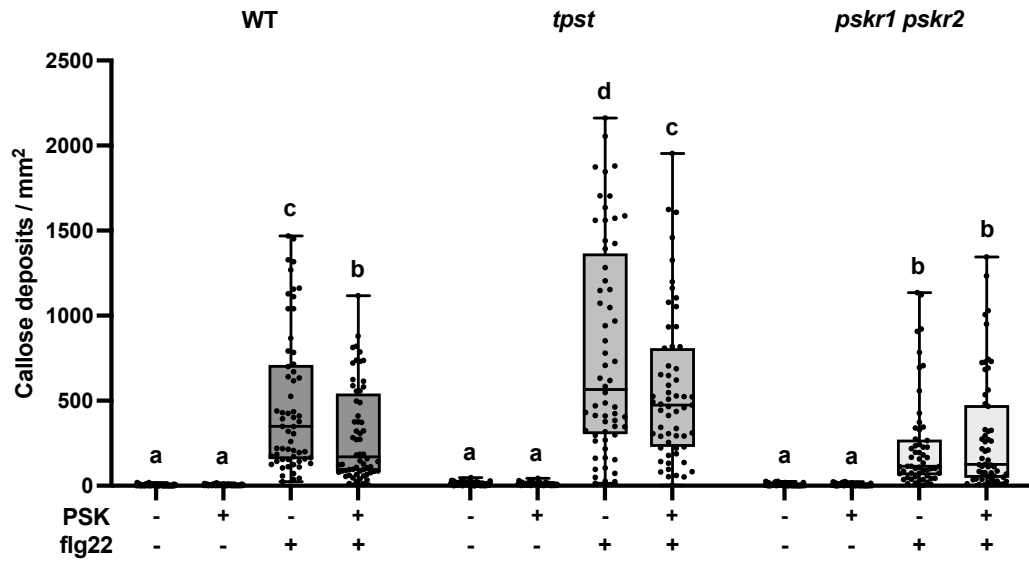 WT tpst pskr1 pskr2
2500
2000
1500
1000
500
0
Callose deposits / mm²
a a c b a a d c a a b b
PSK - + - + - + - + - + - +
flg22 - - + + - - + + - - + +